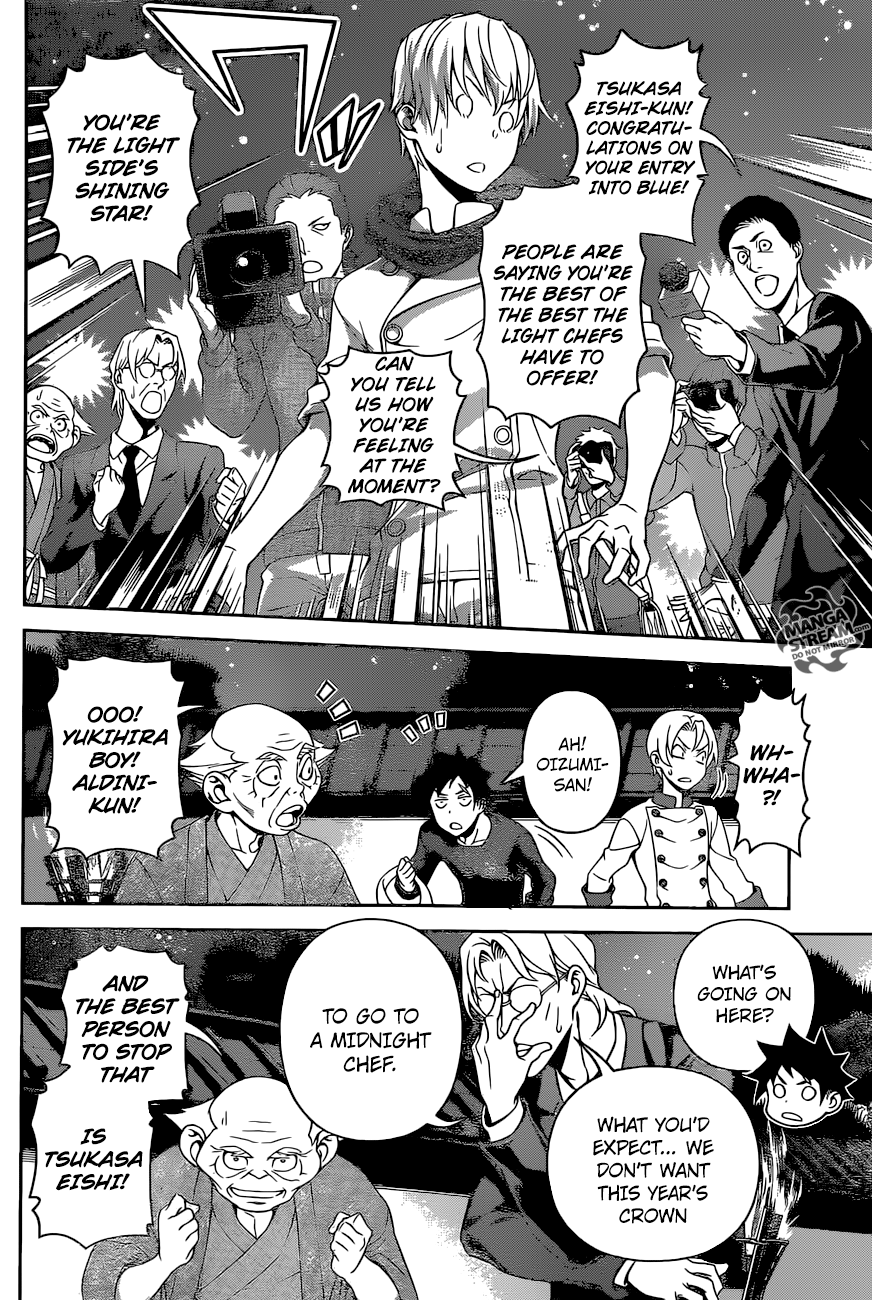 TSUKASA
EISHI-KUN!
CONGRATU-
LATIONS ON
YOUR ENTRY
INTO BLUE!
PEOPLE ARE
SAYING YOU'RE
THE BEST OF
THE BEST THE
LIGHT CHEFS
HAVE TO
OFFER!
CAN
YOU TELL
US HOW
YOU'RE
FEELING
AT THE
MOMENT?
YOU'RE
THE LIGHT
SIDE'S
SHINING
STAR!
MANGA
STREAM.com
DO NOT MIRROR
WH-
WHA-
?!
AH!
OIZUMI-
SAN!
OOO!
YUKIHIRA
BOY!
ALDINI-
KUN!
WHAT'S
GOING ON
HERE?
WHAT YOU'D
EXPECT... WE
DON'T WANT
THIS YEAR'S
CROWN
TO GO TO
A MIDNIGHT
CHEF.
AND
THE BEST
PERSON
TO STOP
THAT
IS
TSUKASA
EISHI!